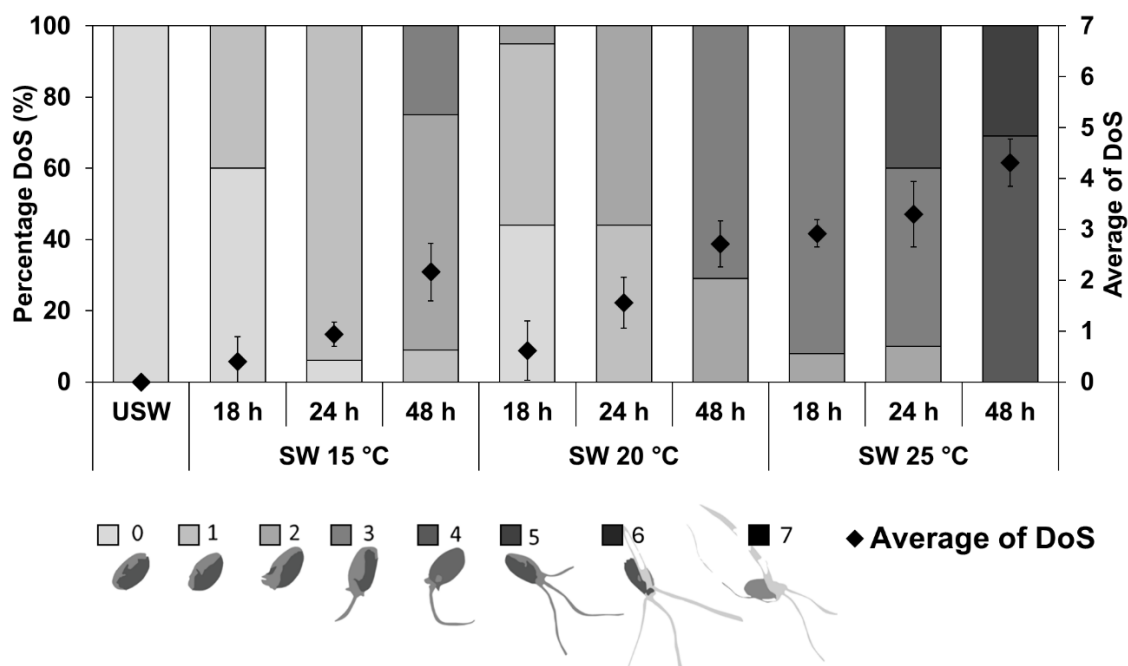 Percentage DoS (%)
100
80
60
40
20
0
7
6
5
4
3
2
1
0
Average of DoS
USW 18 h 24 h 48 h 18 h 24 h 48 h 18 h 24 h 48 h
SW 15 °C SW 20 °C SW 25 °C
0 1 2 3 4 5 6 7 Average of DoS